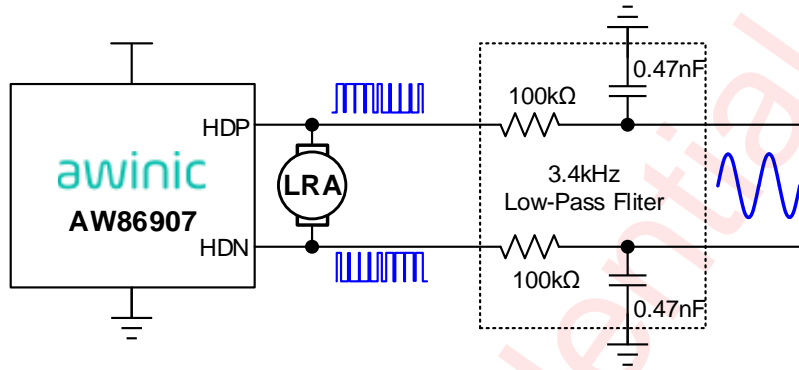 0.47nF
100kΩ
HDP
awinic
AW86907
LRA
3.4kHz
Low-Pass Fliter
HDN
100kΩ
0.47nF